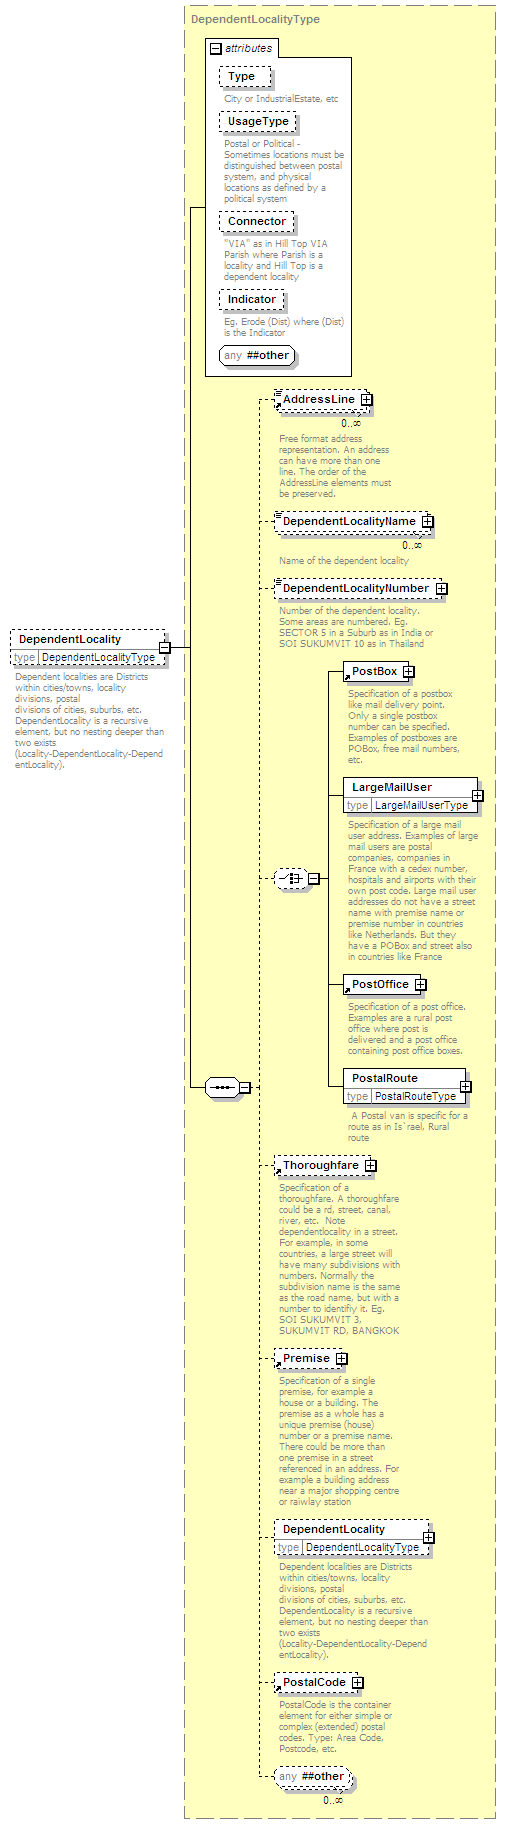 DependentLocalityType
attributes
Type
City or IndustrialEstate, etc
UsageType
Postal or Political -
Sometimes locations must be
distinguished between postal
system, and physical
locations as defined by a
political system
Connector
"VIA" as in Hill Top VIA
Parish where Parish is a
locality and Hill Top is a
dependent locality
Indicator
Eg. Erode (Dist) where (Dist)
is the Indicator
any ##other
AddressLine
0..∞
Free format address
representation. An address
can have more than one
line. The order of the
AddressLine elements must
be preserved.
DependentLocalityName
0..∞
Name of the dependent locality
DependentLocalityNumber
Number of the dependent locality.
Some areas are numbered. Eg.
SECTOR 5 in a Suburb as in India or
SOI SUKUMVIT 10 as in Thailand
DependentLocality
type DependentLocalityType
Dependent localities are Districts
within cities/towns, locality
divisions, postal
divisions of cities, suburbs, etc.
DependentLocality is a recursive
element, but no nesting deeper than
two exists
(Locality-DependentLocality-Depend
entLocality).
PostBox
Specification of a postbox
like mail delivery point.
Only a single postbox
number can be specified.
Examples of postboxes are
POBox, free mail numbers,
etc.
LargeMailUser
type LargeMailUserType
Specification of a large mail
user address. Examples of large
mail users are postal
companies, companies in
France with a cedex number,
hospitals and airports with their
own post code. Large mail user
addresses do not have a street
name with premise name or
premise number in countries
like Netherlands. But they
have a POBox and street also
in countries like France
PostOffice
Specification of a post office.
Examples are a rural post
office where post is
delivered and a post office
containing post office boxes.
PostalRoute
type PostalRouteType
A Postal van is specific for a
route as in Is`rael, Rural
route
Thoroughfare
Specification of a
thoroughfare. A thoroughfare
could be a rd, street, canal,
river, etc.  Note
dependentlocality in a street.
For example, in some
countries, a large street will
have many subdivisions with
numbers. Normally the
subdivision name is the same
as the road name, but with a
number to identifiy it. Eg.
SOI SUKUMVIT 3,
SUKUMVIT RD, BANGKOK
Premise
Specification of a single
premise, for example a
house or a building. The
premise as a whole has a
unique premise (house)
number or a premise name.
There could be more than
one premise in a street
referenced in an address. For
example a building address
near a major shopping centre
or raiwlay station
DependentLocality
type DependentLocalityType
Dependent localities are Districts
within cities/towns, locality
divisions, postal
divisions of cities, suburbs, etc.
DependentLocality is a recursive
element, but no nesting deeper than
two exists
(Locality-DependentLocality-Depend
entLocality).
PostalCode
PostalCode is the container
element for either simple or
complex (extended) postal
codes. Type: Area Code,
Postcode, etc.
any ##other
0..∞